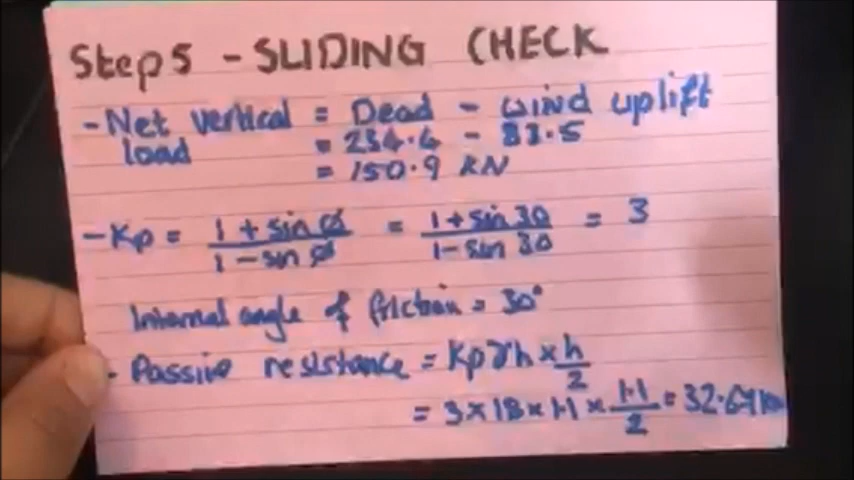 Step 5 - SLIDING CHECK
- Net vertical = Dead - wind uplift
load = 234.4 - 83.5
= 150.9 KN
- Kp = 1 + sin ø / 1 - sin ø = 1 + sin 30 / 1 - sin 30 = 3
Internal angle of friction = 30°
- Passive resistance = Kpγh × h/2
= 3 × 18 × 1.1 × 1.1/2 = 32.67